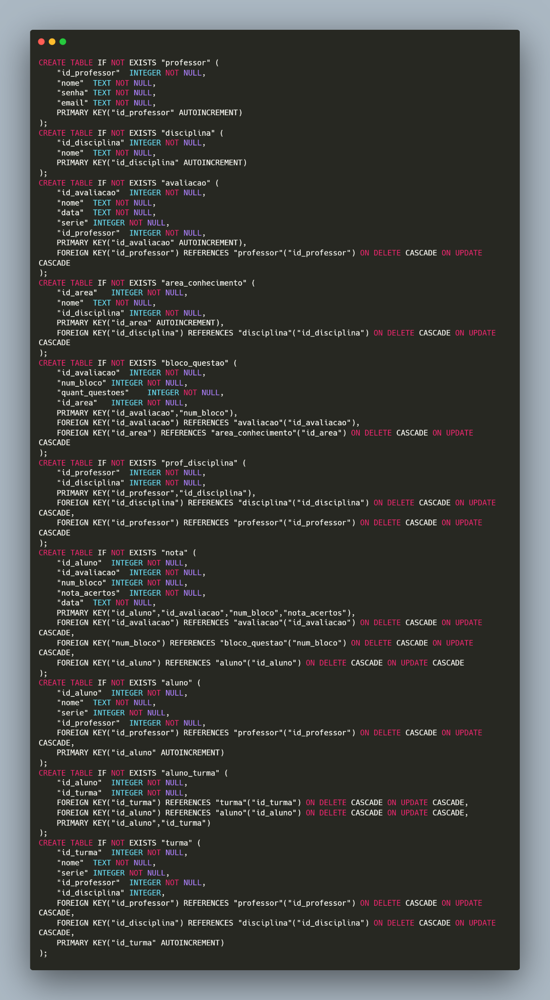 CREATE TABLE IF NOT EXISTS "professor" (
    "id_professor"  INTEGER NOT NULL,
    "nome"  TEXT NOT NULL,
    "senha" TEXT NOT NULL,
    "email" TEXT NOT NULL,
    PRIMARY KEY("id_professor" AUTOINCREMENT)
);
CREATE TABLE IF NOT EXISTS "disciplina" (
    "id_disciplina" INTEGER NOT NULL,
    "nome"  TEXT NOT NULL,
    PRIMARY KEY("id_disciplina" AUTOINCREMENT)
);
CREATE TABLE IF NOT EXISTS "avaliacao" (
    "id_avaliacao"  INTEGER NOT NULL,
    "nome"  TEXT NOT NULL,
    "data"  TEXT NOT NULL,
    "serie" INTEGER NOT NULL,
    "id_professor"  INTEGER NOT NULL,
    PRIMARY KEY("id_avaliacao" AUTOINCREMENT),
    FOREIGN KEY("id_professor") REFERENCES "professor"("id_professor") ON DELETE CASCADE ON UPDATE
CASCADE
);
CREATE TABLE IF NOT EXISTS "area_conhecimento" (
    "id_area"   INTEGER NOT NULL,
    "nome"  TEXT NOT NULL,
    "id_disciplina" INTEGER NOT NULL,
    PRIMARY KEY("id_area" AUTOINCREMENT),
    FOREIGN KEY("id_disciplina") REFERENCES "disciplina"("id_disciplina") ON DELETE CASCADE ON UPDATE
CASCADE
);
CREATE TABLE IF NOT EXISTS "bloco_questao" (
    "id_avaliacao"  INTEGER NOT NULL,
    "num_bloco" INTEGER NOT NULL,
    "quant_questoes"    INTEGER NOT NULL,
    "id_area"   INTEGER NOT NULL,
    PRIMARY KEY("id_avaliacao","num_bloco"),
    FOREIGN KEY("id_avaliacao") REFERENCES "avaliacao"("id_avaliacao"),
    FOREIGN KEY("id_area") REFERENCES "area_conhecimento"("id_area") ON DELETE CASCADE ON UPDATE
CASCADE
);
CREATE TABLE IF NOT EXISTS "prof_disciplina" (
    "id_professor"  INTEGER NOT NULL,
    "id_disciplina" INTEGER NOT NULL,
    PRIMARY KEY("id_professor","id_disciplina"),
    FOREIGN KEY("id_disciplina") REFERENCES "disciplina"("id_disciplina") ON DELETE CASCADE ON UPDATE
CASCADE,
    FOREIGN KEY("id_professor") REFERENCES "professor"("id_professor") ON DELETE CASCADE ON UPDATE
CASCADE
);
CREATE TABLE IF NOT EXISTS "nota" (
    "id_aluno"  INTEGER NOT NULL,
    "id_avaliacao"  INTEGER NOT NULL,
    "num_bloco" INTEGER NOT NULL,
    "nota_acertos"  INTEGER NOT NULL,
    "data"  TEXT NOT NULL,
    PRIMARY KEY("id_aluno","id_avaliacao","num_bloco","nota_acertos"),
    FOREIGN KEY("id_avaliacao") REFERENCES "avaliacao"("id_avaliacao") ON DELETE CASCADE ON UPDATE
CASCADE,
    FOREIGN KEY("num_bloco") REFERENCES "bloco_questao"("num_bloco") ON DELETE CASCADE ON UPDATE
CASCADE,
    FOREIGN KEY("id_aluno") REFERENCES "aluno"("id_aluno") ON DELETE CASCADE ON UPDATE CASCADE
);
CREATE TABLE IF NOT EXISTS "aluno" (
    "id_aluno"  INTEGER NOT NULL,
    "nome"  TEXT NOT NULL,
    "serie" INTEGER NOT NULL,
    "id_professor"  INTEGER NOT NULL,
    FOREIGN KEY("id_professor") REFERENCES "professor"("id_professor") ON DELETE CASCADE ON UPDATE
CASCADE,
    PRIMARY KEY("id_aluno" AUTOINCREMENT)
);
CREATE TABLE IF NOT EXISTS "aluno_turma" (
    "id_aluno"  INTEGER NOT NULL,
    "id_turma"  INTEGER NOT NULL,
    FOREIGN KEY("id_turma") REFERENCES "turma"("id_turma") ON DELETE CASCADE ON UPDATE CASCADE,
    FOREIGN KEY("id_aluno") REFERENCES "aluno"("id_aluno") ON DELETE CASCADE ON UPDATE CASCADE,
    PRIMARY KEY("id_aluno","id_turma")
);
CREATE TABLE IF NOT EXISTS "turma" (
    "id_turma"  INTEGER NOT NULL,
    "nome"  TEXT NOT NULL,
    "serie" INTEGER NOT NULL,
    "id_professor"  INTEGER NOT NULL,
    "id_disciplina" INTEGER,
    FOREIGN KEY("id_professor") REFERENCES "professor"("id_professor") ON DELETE CASCADE ON UPDATE
CASCADE,
    FOREIGN KEY("id_disciplina") REFERENCES "disciplina"("id_disciplina") ON DELETE CASCADE ON UPDATE
CASCADE,
    PRIMARY KEY("id_turma" AUTOINCREMENT)
);